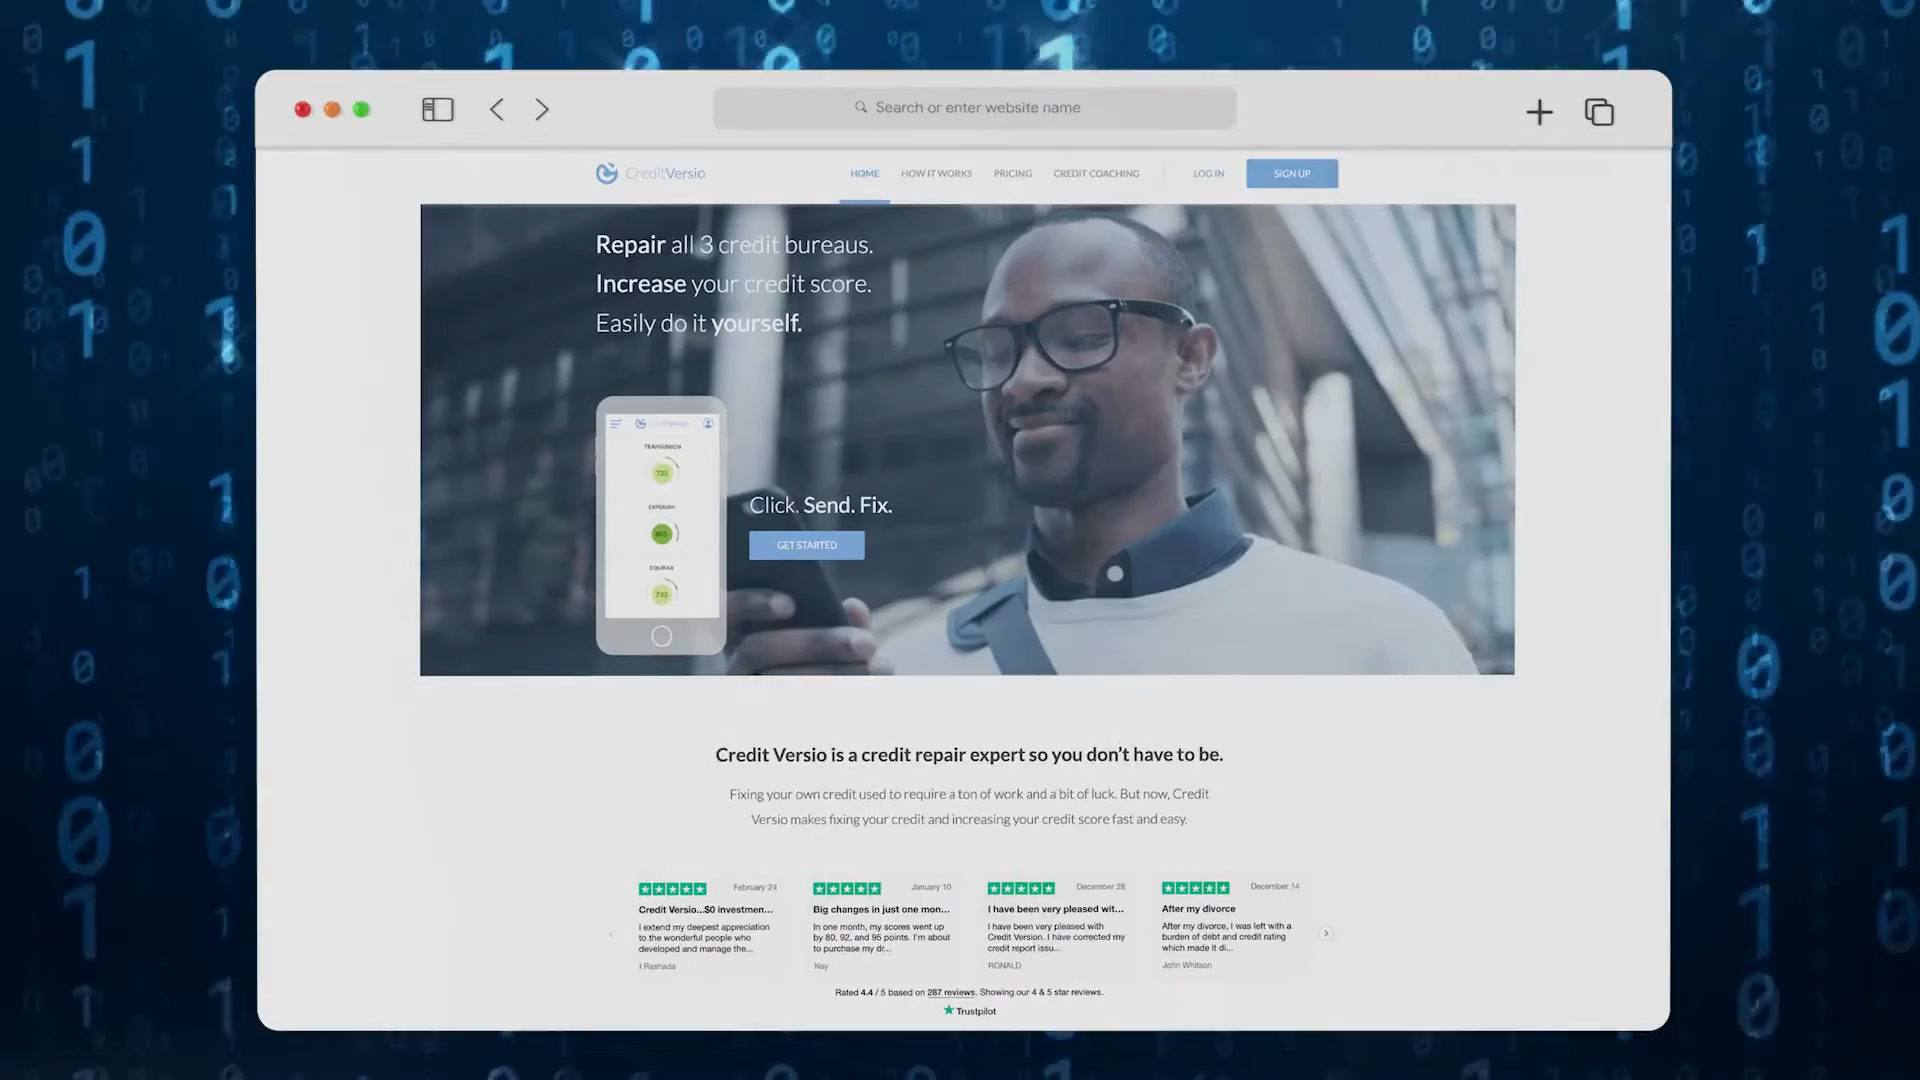 Search or enter website name
CreditVersio
HOME
HOW IT WORKS
PRICING
CREDIT COACHING
LOG IN
SIGN UP
Repair all 3 credit bureaus.
Increase your credit score.
Easily do it yourself.
TRANSUNION
725
EXPERIAN
EQUIFAX
733
Click. Send. Fix.
GET STARTED
Credit Versio is a credit repair expert so you don't have to be.
Fixing your own credit used to require a ton of work and a bit of luck. But now, Credit
Versio makes fixing your credit and increasing your credit score fast and easy.
February 24
Credit Versio...$0 investmen...
I extend my deepest appreciation
to the wonderful people who
developed and manage the...
I Rashada
January 10
Big changes in just one mon...
In one month, my scores went up
by 80, 92, and 95 points. I'm about
to purchase my dr...
Nay
December 28
I have been very pleased wit...
I have been very pleased with
Credit Version. I have corrected my
credit report issu...
RONALD
December 14
After my divorce
After my divorce, I was left with a
burden of debt and credit rating
which made it di...
John Whitson
Rated 4.4 / 5 based on 287 reviews. Showing our 4 & 5 star reviews.
Trustpilot